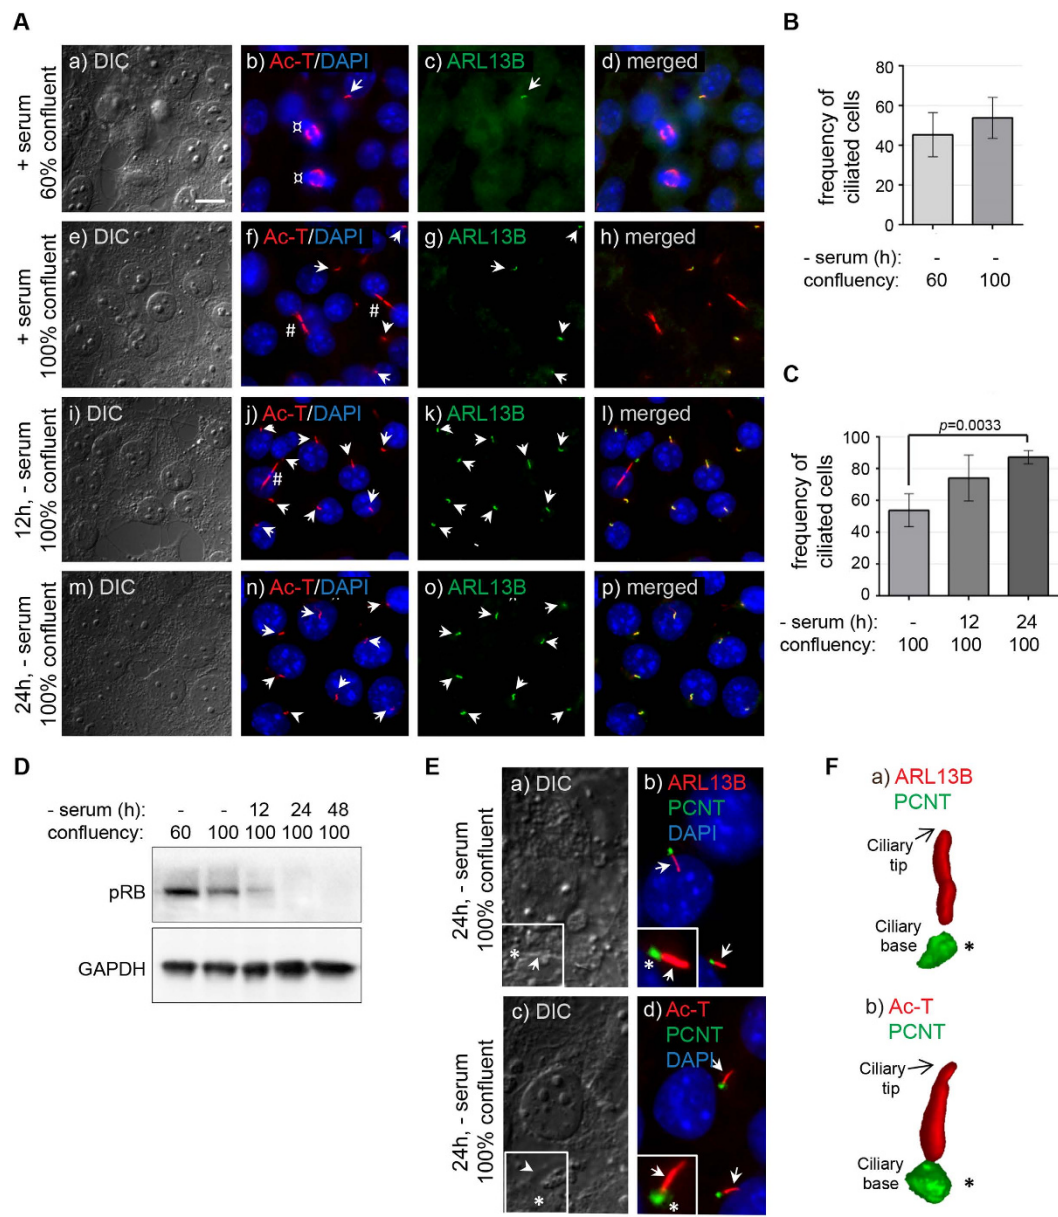 A
+ serum
60% confluent
a) DIC
b) Ac-T/DAPI
c) ARL13B
d) merged
¤
¤
+ serum
100% confluent
e) DIC
f) Ac-T/DAPI
g) ARL13B
h) merged
#
#
12h, - serum
100% confluent
i) DIC
j) Ac-T/DAPI
k) ARL13B
l) merged
#
24h, - serum
100% confluent
m) DIC
n) Ac-T/DAPI
o) ARL13B
p) merged
B
frequency of
ciliated cells
80
60
40
20
0
- serum (h): - -
confluency: 60 100
C
p=0.0033
frequency of
ciliated cells
100
80
60
40
20
0
- serum (h): - 12 24
confluency: 100 100 100
D
- serum (h): - - 12 24 48
confluency: 60 100 100 100 100
pRB
GAPDH
E
24h, - serum
100% confluent
a) DIC
*
b) ARL13B
PCNT
DAPI
*
24h, - serum
100% confluent
c) DIC
*
d) Ac-T
PCNT
DAPI
*
F
a) ARL13B
PCNT
Ciliary
tip
Ciliary
base
*
b) Ac-T
PCNT
Ciliary
tip
Ciliary
base
*